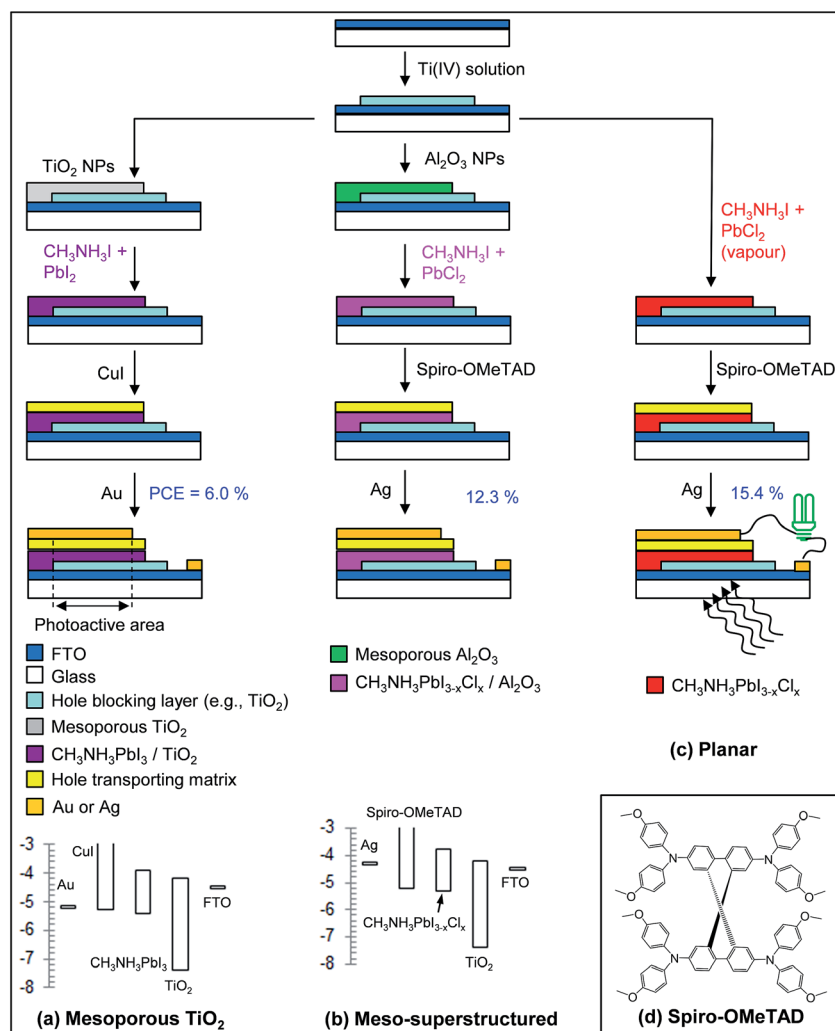 Ti(IV) solution
TiO₂ NPs
Al₂O₃ NPs
CH₃NH₃I +
PbI₂
CH₃NH₃I +
PbCl₂
CH₃NH₃I +
PbCl₂
(vapour)
CuI
Spiro-OMeTAD
Spiro-OMeTAD
Au
PCE = 6.0 %
Ag
12.3 %
Ag
15.4 %
Photoactive area
FTO
Glass
Hole blocking layer (e.g., TiO₂)
Mesoporous TiO₂
CH₃NH₃PbI₃ / TiO₂
Hole transporting matrix
Au or Ag
Mesoporous Al₂O₃
CH₃NH₃PbI₃₋ₓClₓ / Al₂O₃
CH₃NH₃PbI₃₋ₓClₓ
(c) Planar
-3
-4
-5
-6
-7
-8
CuI
Au
FTO
CH₃NH₃PbI₃
TiO₂
(a) Mesoporous TiO₂
Spiro-OMeTAD
-3
-4
-5
-6
-7
-8
Ag
FTO
CH₃NH₃PbI₃₋ₓClₓ
TiO₂
(b) Meso-superstructured
O
O
O
O
N
N
O
O
O
O
N
N
(d) Spiro-OMeTAD